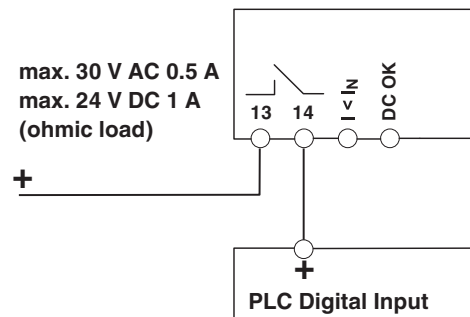 max. 30 V AC 0.5 A
max. 24 V DC 1 A
(ohmic load)
13
14
I < IN
DC OK
+
+
PLC Digital Input